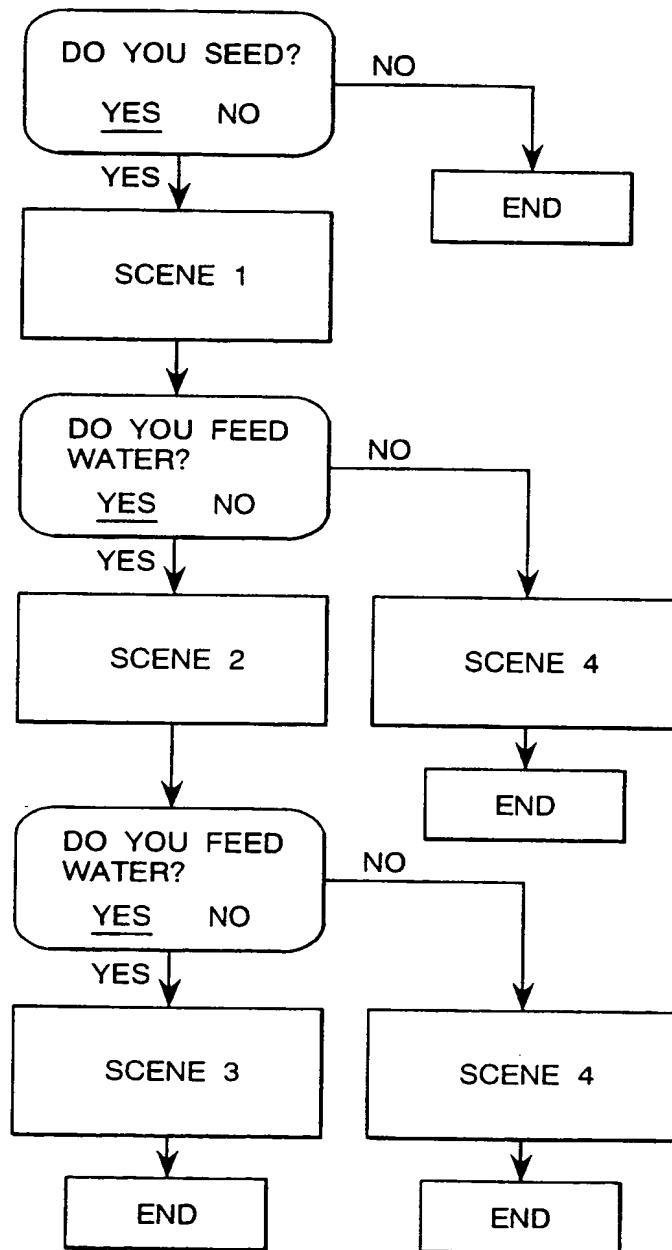 DO YOU SEED?
YES NO
NO
YES
END
SCENE 1
DO YOU FEED
WATER?
YES NO
NO
YES
SCENE 2
SCENE 4
END
DO YOU FEED
WATER?
YES NO
NO
YES
SCENE 3
SCENE 4
END
END